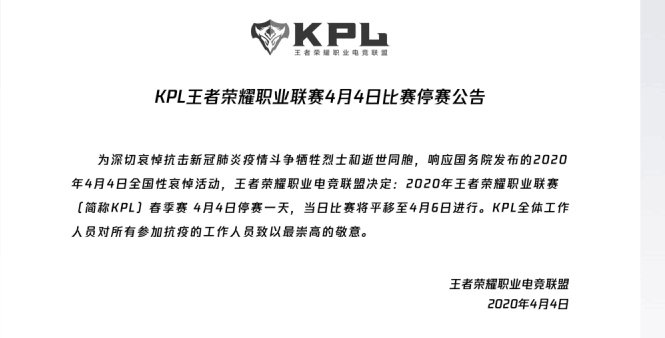 KPL
王者荣耀职业电竞联盟
KPL王者荣耀职业联赛4月4日比赛停赛公告
为深切哀悼抗击新冠肺炎疫情斗争牺牲烈士和逝世同胞，响应国务院发布的2020
年4月4日全国性哀悼活动，王者荣耀职业电竞联盟决定：2020年王者荣耀职业联赛
（简称KPL）春季赛 4月4日停赛一天，当日比赛将平移至4月6日进行。KPL全体工作
人员对所有参加抗疫的工作人员致以最崇高的敬意。
王者荣耀职业电竞联盟
2020年4月4日